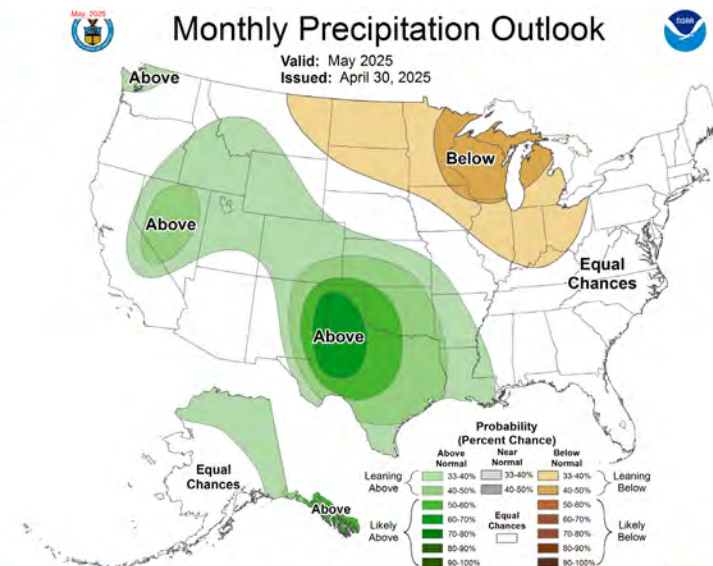 May, 2025
Monthly Precipitation Outlook
NOAA
Valid: May 2025
Issued: April 30, 2025
Above
Below
Above
Equal
Chances
Above
Equal
Chances
Above
Probability
(Percent Chance)
Above
Normal
Near
Normal
Below
Normal
Leaning
Above
33-40%
33-40%
33-40%
Leaning
Below
40-50%
40-50%
40-50%
Likely
Above
50-60%
Equal
Chances
50-60%
Likely
Below
60-70%
60-70%
70-80%
70-80%
80-90%
80-90%
90-100%
90-100%